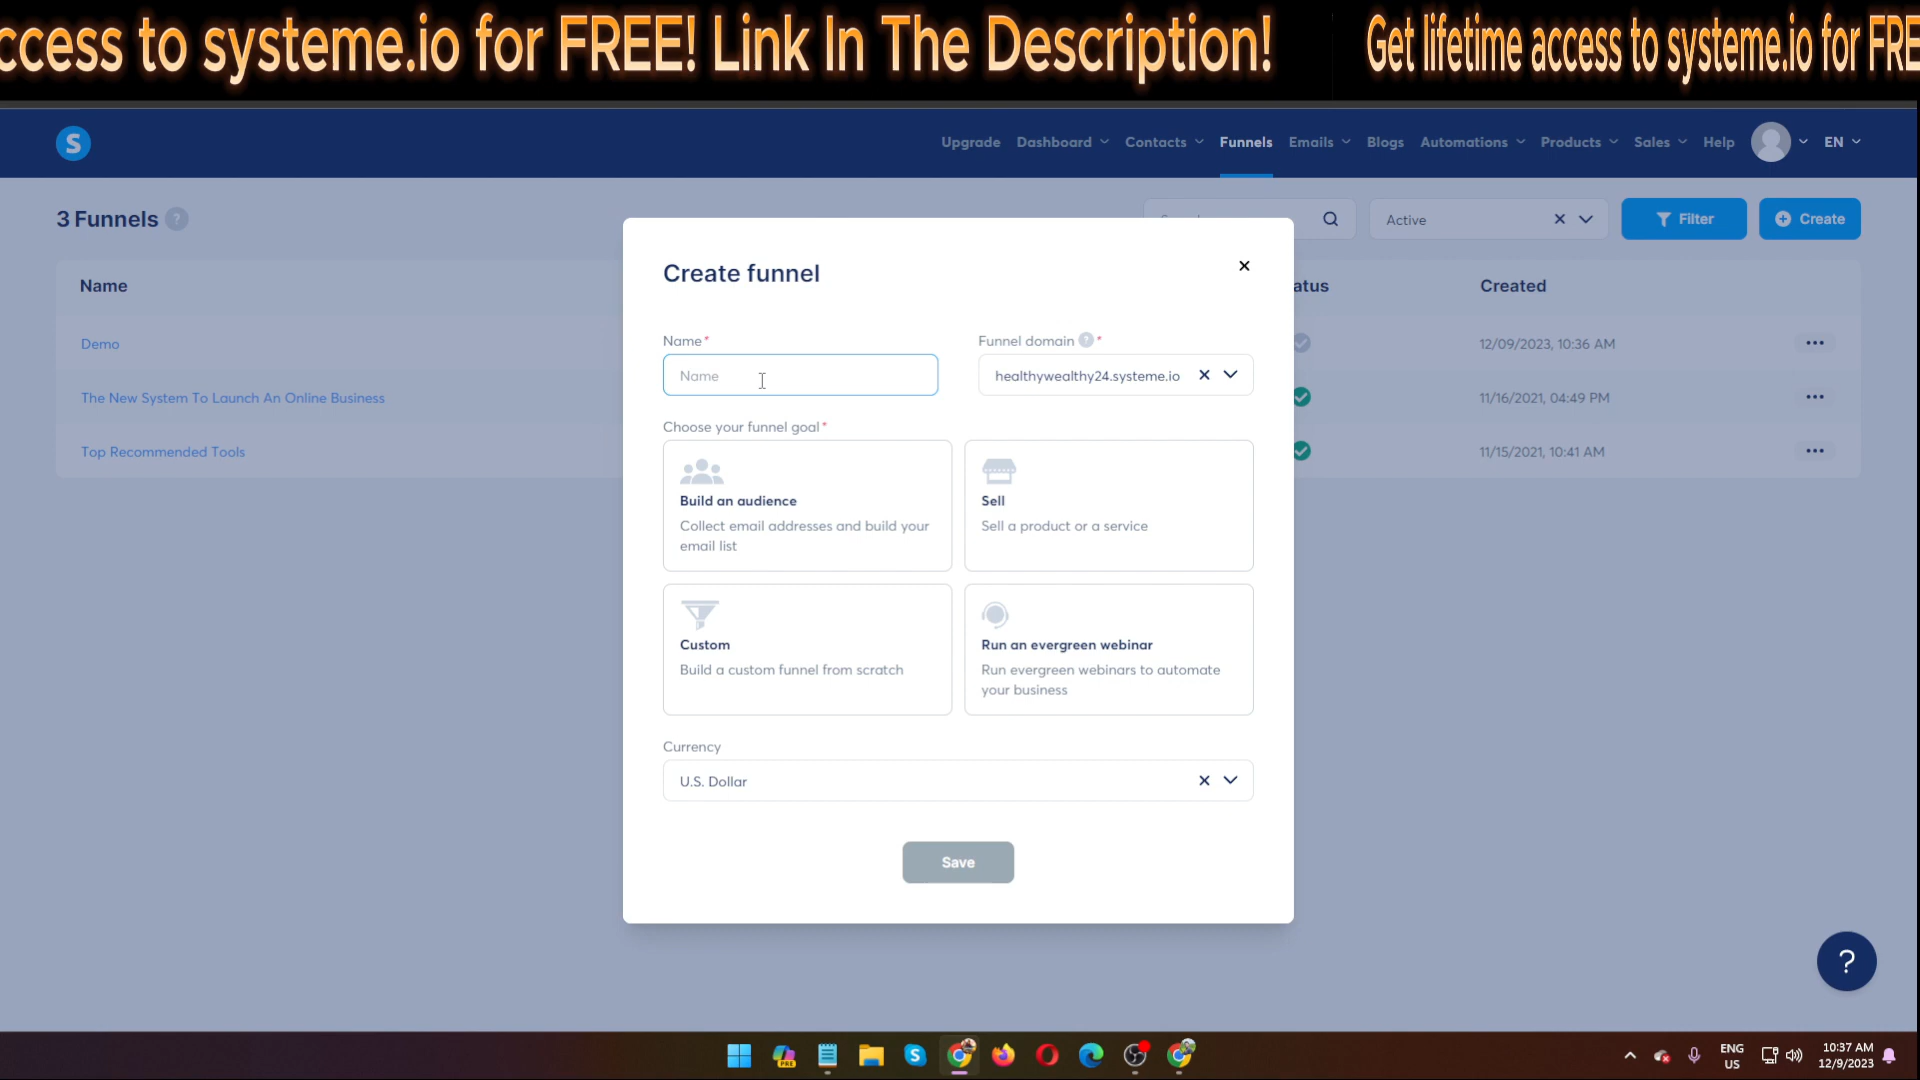 ccess to systeme.io for FREE! Link In The Description!
Get lifetime access to systeme.io for FRE
S
Upgrade Dashboard Contacts Funnels Emails Blogs Automations Products Sales Help EN
3 Funnels ?
Active
Filter
Create
Name
atus
Created
Demo
12/09/2023, 10:36 AM
The New System To Launch An Online Business
11/16/2021, 04:49 PM
Top Recommended Tools
11/15/2021, 10:41 AM
Create funnel
Name*
Funnel domain ? *
Name
healthywealthy24.systeme.io
Choose your funnel goal*
Build an audience
Collect email addresses and build your
email list
Sell
Sell a product or a service
Custom
Build a custom funnel from scratch
Run an evergreen webinar
Run evergreen webinars to automate
your business
Currency
U.S. Dollar
Save
?
PRE
ENG
US
10:37 AM
12/9/2023